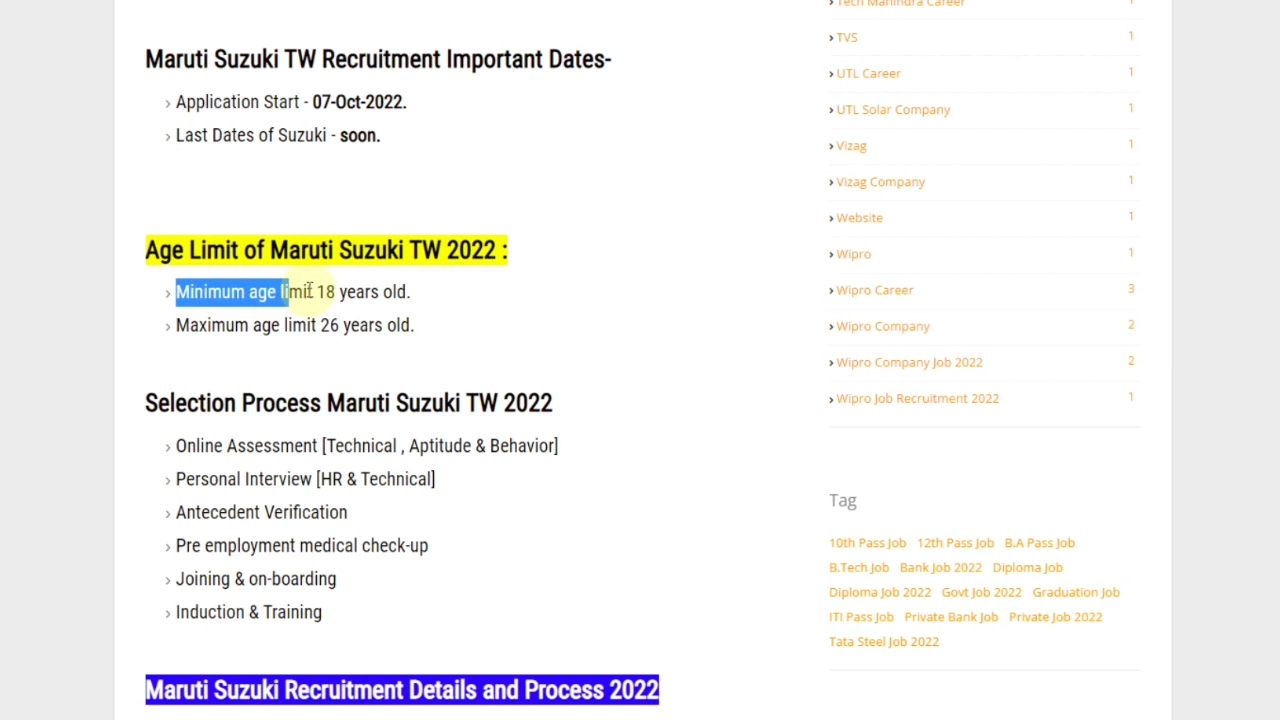 Maruti Suzuki TW Recruitment Important Dates-
› Application Start - 07-Oct-2022.
› Last Dates of Suzuki - soon.
Age Limit of Maruti Suzuki TW 2022 :
› Minimum age limit 18 years old.
› Maximum age limit 26 years old.
Selection Process Maruti Suzuki TW 2022
› Online Assessment [Technical , Aptitude & Behavior]
› Personal Interview [HR & Technical]
› Antecedent Verification
› Pre employment medical check-up
› Joining & on-boarding
› Induction & Training
Maruti Suzuki Recruitment Details and Process 2022
Tech Mahindra Career 1
› TVS 1
› UTL Career 1
› UTL Solar Company 1
› Vizag 1
› Vizag Company 1
› Website 1
› Wipro 1
› Wipro Career 3
› Wipro Company 2
› Wipro Company Job 2022 2
› Wipro Job Recruitment 2022 1
Tag
10th Pass Job 12th Pass Job B.A Pass Job
B.Tech Job Bank Job 2022 Diploma Job
Diploma Job 2022 Govt Job 2022 Graduation Job
ITI Pass Job Private Bank Job Private Job 2022
Tata Steel Job 2022